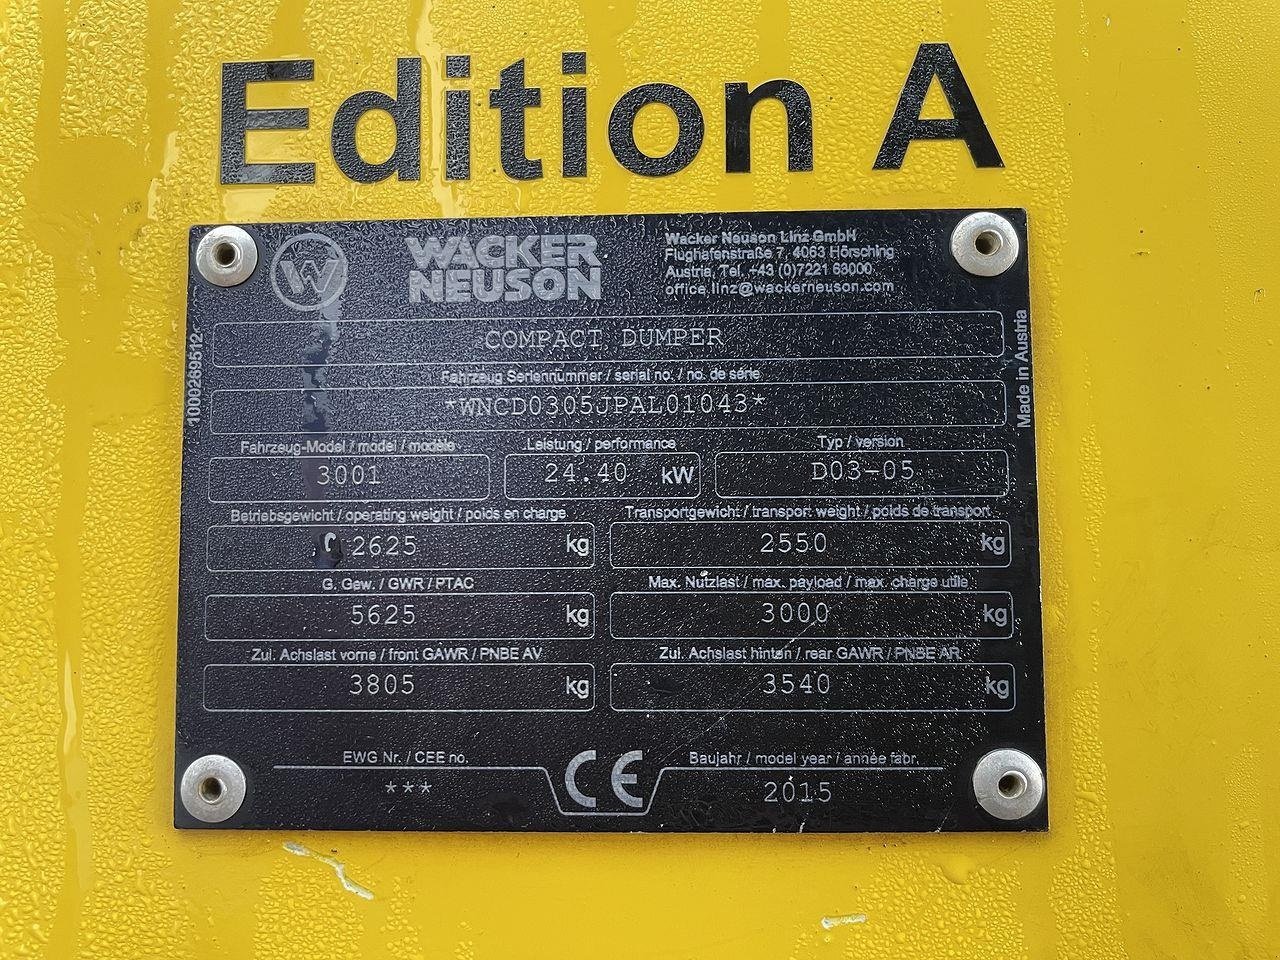 Edition A
W
WACKER
NEUSON
Wacker Neuson Linz GmbH
Flughafenstraße 7, 4063 Hörsching
Austria, Tel. +43 (0)7221 63000
office.linz@wackerneuson.com
COMPACT DUMPER
Fahrzeug Seriennummer / serial no. / no. de série
*WNCD0305JPAL01043*
Fahrzeug-Model / model / modèle
Leistung / performance
Typ / version
3001
24.40 kW
D03-05
Betriebsgewicht / operating weight / poids en charge
Transportgewicht / transport weight / poids de transport
2625 kg
2550 kg
G. Gew. / GWR / PTAC
Max. Nutzlast / max. payload / max. charge utile
5625 kg
3000 kg
Zul. Achslast vorne / front GAWR / PNBE AV
Zul. Achslast hinten / rear GAWR / PNBE AR
3805 kg
3540 kg
EWG Nr. / CEE no.
***
CE
Baujahr / model year / année fabr.
2015
Made in Austria